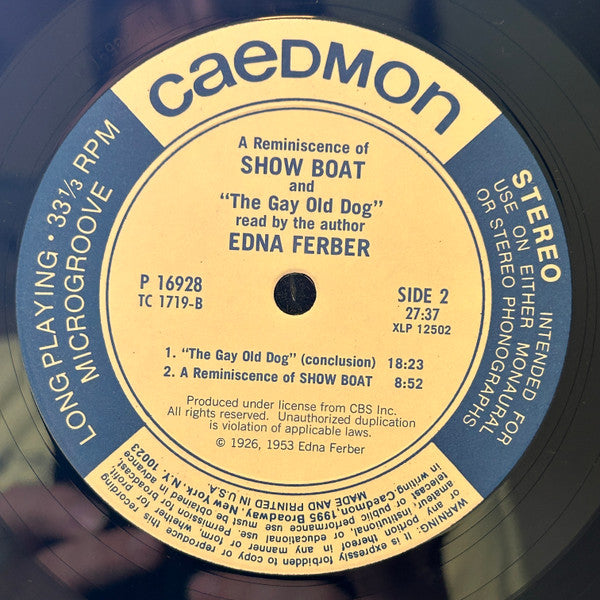 caeDMON
LONG PLAYING • 33⅓ RPM
MICROGROOVE
STEREO INTENDED FOR
USE ON EITHER MONAURAL
OR STEREO PHONOGRAPHS
A Reminiscence of
SHOW BOAT
and
"The Gay Old Dog"
read by the author
EDNA FERBER
P 16928
TC 1719-B
SIDE 2
27:37
XLP 12502
1. "The Gay Old Dog" (conclusion) 18:23
2. A Reminiscence of SHOW BOAT 8:52
Produced under license from CBS Inc.
All rights reserved. Unauthorized duplication
is violation of applicable laws.
© 1926, 1953 Edna Ferber
WARNING: It is expressly forbidden to copy or reproduce this recording
or any portion thereof in any manner or form, whether for broadcast,
amateur, institutional, educational use. Permission
telecast or public performance must be obtained in advance
in writing, Caedmon, 1995 Broadway, New York, N.Y. 10023
MADE AND PRINTED IN U.S.A.